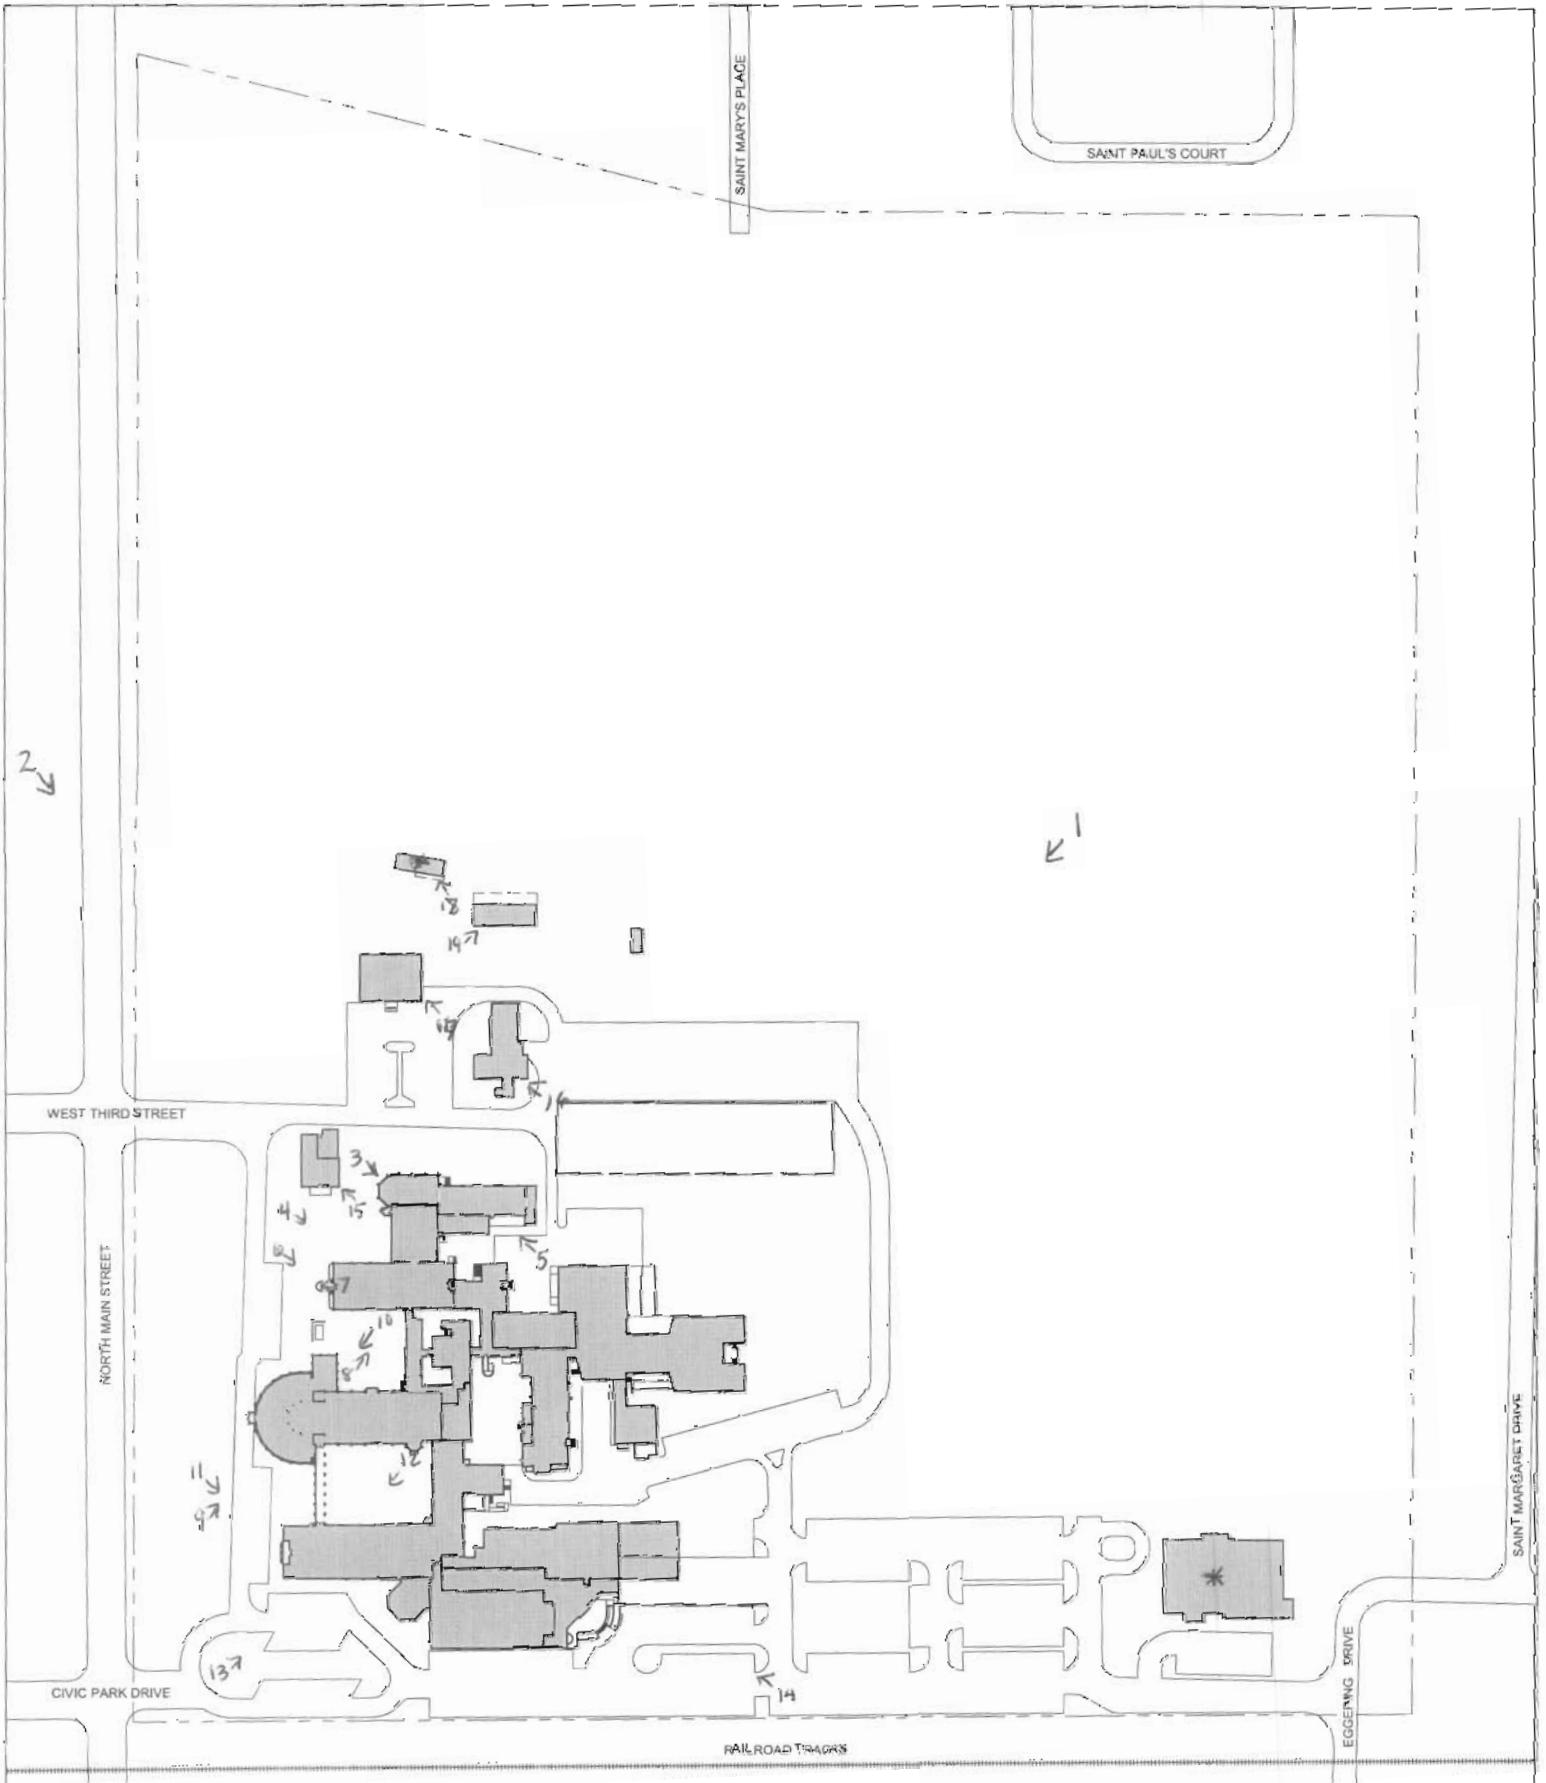 SAINT MARY'S PLACE
SAINT PAUL'S COURT
2
1
18
19
17
16
WEST THIRD STREET
3
15
4
5
6
7
NORTH MAIN STREET
10
8
12
11
9
SAINT MARGARET DRIVE
13
14
CIVIC PARK DRIVE
EGGERING DRIVE
RAILROAD TRACKS